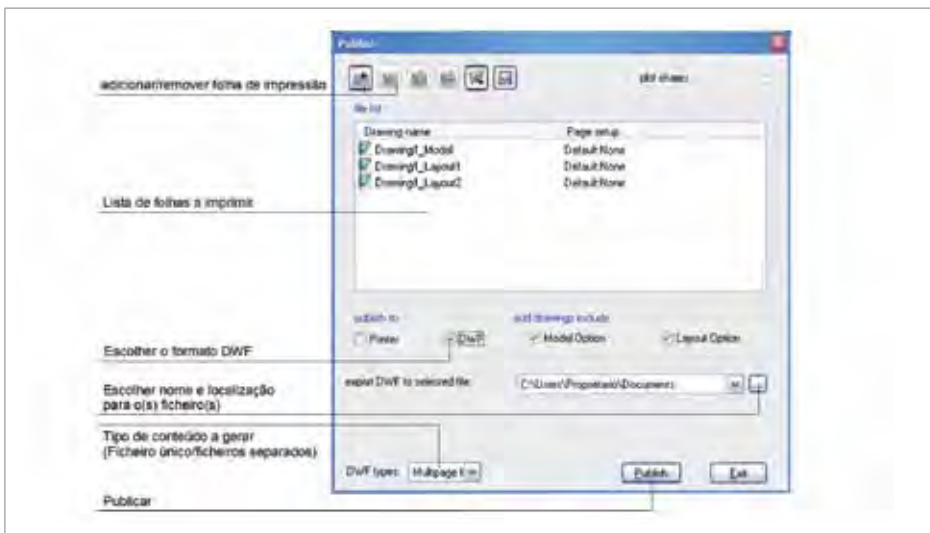 Publish
adicionar/remover folha de impressão
plot sheets
file list
Drawing name Page setup
Drawing1_Model Default:None
Drawing1_Layout1 Default:None
Drawing1_Layout2 Default:None
Lista de folhas a imprimir
publish to add drawings include
Printer DWF Model Option Layout Option
Escolher o formato DWF
export DWF to selected file: C:\Users\Proprietario\Documents ...
Escolher nome e localização
para o(s) ficheiro(s)
Tipo de conteúdo a gerar
(Ficheiro único/ficheiros separados)
DWF types: Multipage Publish Exit
Publicar